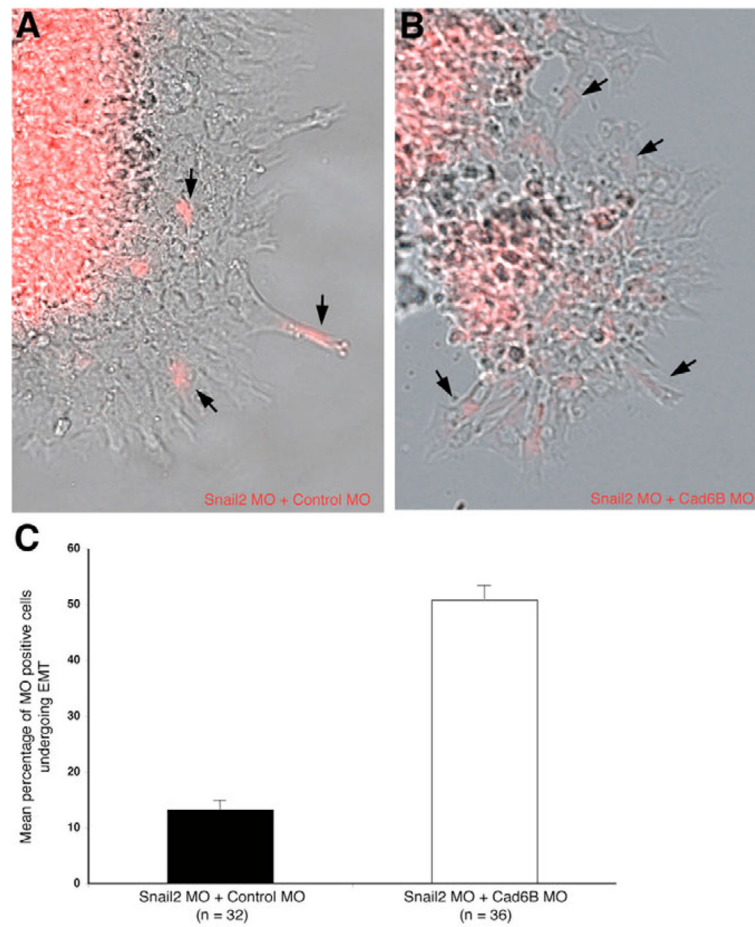 A
B
Snail2 MO + Control MO
Snail2 MO + Cad6B MO
C
Mean percentage of MO positive cells
undergoing EMT
60
50
40
30
20
10
0
Snail2 MO + Control MO
(n = 32)
Snail2 MO + Cad6B MO
(n = 36)